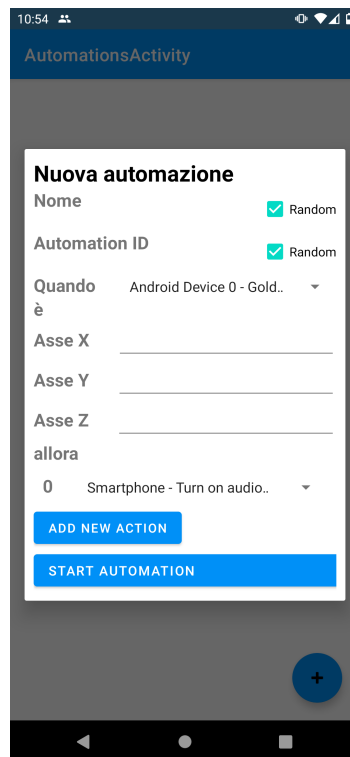 10:54
AutomationsActivity
Nuova automazione
Nome
Random
Automation ID
Random
Quando è
Android Device 0 - Gold..
Asse X
Asse Y
Asse Z
allora
0 Smartphone - Turn on audio..
ADD NEW ACTION
START AUTOMATION
+